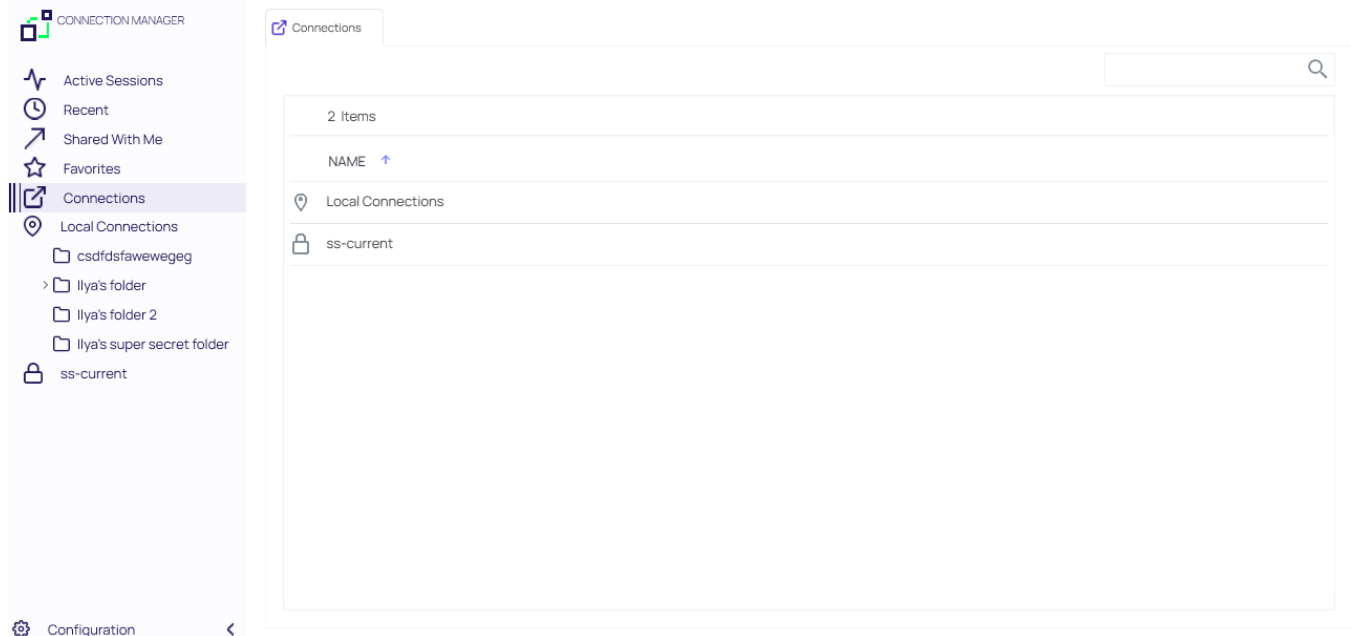 CONNECTION MANAGER
Active Sessions
Recent
Shared With Me
Favorites
Connections
Local Connections
csdfdsfawewegeg
Ilya's folder
Ilya's folder 2
Ilya's super secret folder
ss-current
Configuration
Connections
2 Items
NAME
Local Connections
ss-current